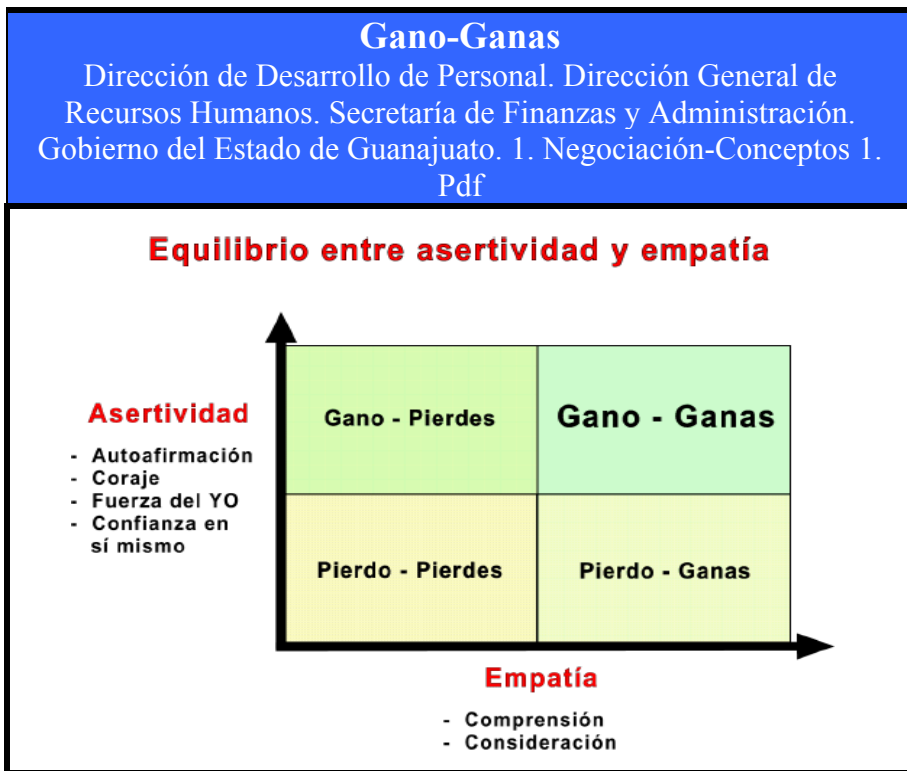 Gano-Ganas
Dirección de Desarrollo de Personal. Dirección General de
Recursos Humanos. Secretaría de Finanzas y Administración.
Gobierno del Estado de Guanajuato. 1. Negociación-Conceptos 1.
Pdf
Equilibrio entre asertividad y empatía
Asertividad
- Autoafirmación
- Coraje
- Fuerza del YO
- Confianza en
sí mismo
Gano - Pierdes
Gano - Ganas
Pierdo - Pierdes
Pierdo - Ganas
Empatía
- Comprensión
- Consideración